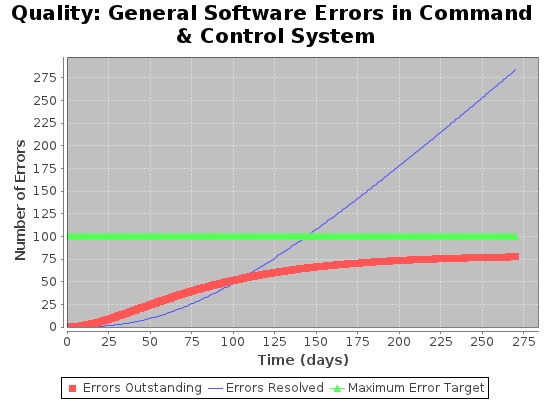 Quality: General Software Errors in Command
& Control System
Number of Errors
275
250
225
200
175
150
125
100
75
50
25
0
0 25 50 75 100 125 150 175 200 225 250 275
Time (days)
Errors Outstanding Errors Resolved Maximum Error Target